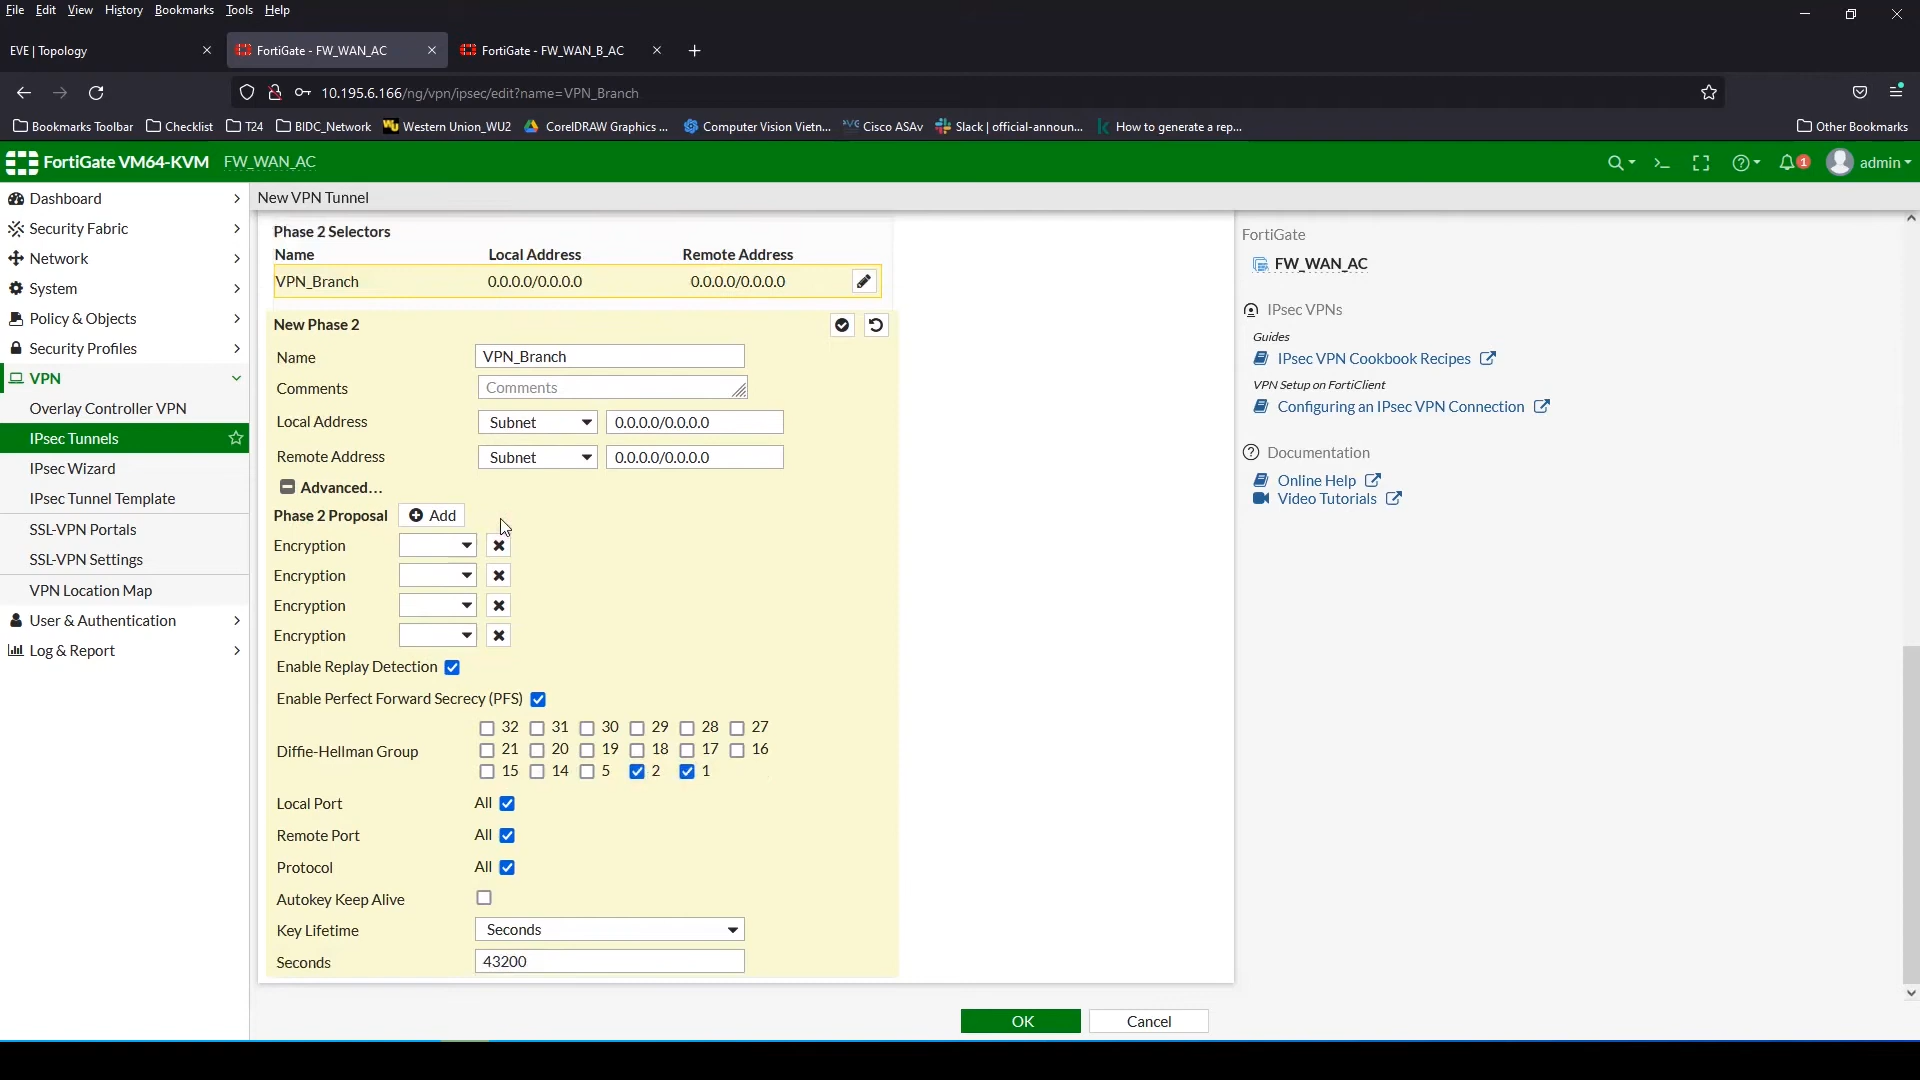 File Edit View History Bookmarks Tools Help
EVE | Topology FortiGate - FW_WAN_AC FortiGate - FW_WAN_B_AC
10.195.6.166/ng/vpn/ipsec/edit?name=VPN_Branch
Bookmarks Toolbar Checklist T24 BIDC_Network Western Union_WU2 CorelDRAW Graphics ... Computer Vision Vietn... Cisco ASAv Slack | official-announ... How to generate a rep... Other Bookmarks
FortiGate VM64-KVM FW_WAN_AC 1 admin
Dashboard
Security Fabric
Network
System
Policy & Objects
Security Profiles
VPN
Overlay Controller VPN
IPsec Tunnels
IPsec Wizard
IPsec Tunnel Template
SSL-VPN Portals
SSL-VPN Settings
VPN Location Map
User & Authentication
Log & Report
New VPN Tunnel
Phase 2 Selectors
Name Local Address Remote Address
VPN_Branch 0.0.0.0/0.0.0.0 0.0.0.0/0.0.0.0
New Phase 2
Name VPN_Branch
Comments Comments
Local Address Subnet 0.0.0.0/0.0.0.0
Remote Address Subnet 0.0.0.0/0.0.0.0
Advanced...
Phase 2 Proposal Add
Encryption
Encryption
Encryption
Encryption
Enable Replay Detection
Enable Perfect Forward Secrecy (PFS)
32 31 30 29 28 27
Diffie-Hellman Group 21 20 19 18 17 16
15 14 5 2 1
Local Port All
Remote Port All
Protocol All
Autokey Keep Alive
Key Lifetime Seconds
Seconds 43200
OK Cancel
FortiGate
FW_WAN_AC
IPsec VPNs
Guides
IPsec VPN Cookbook Recipes
VPN Setup on FortiClient
Configuring an IPsec VPN Connection
Documentation
Online Help
Video Tutorials